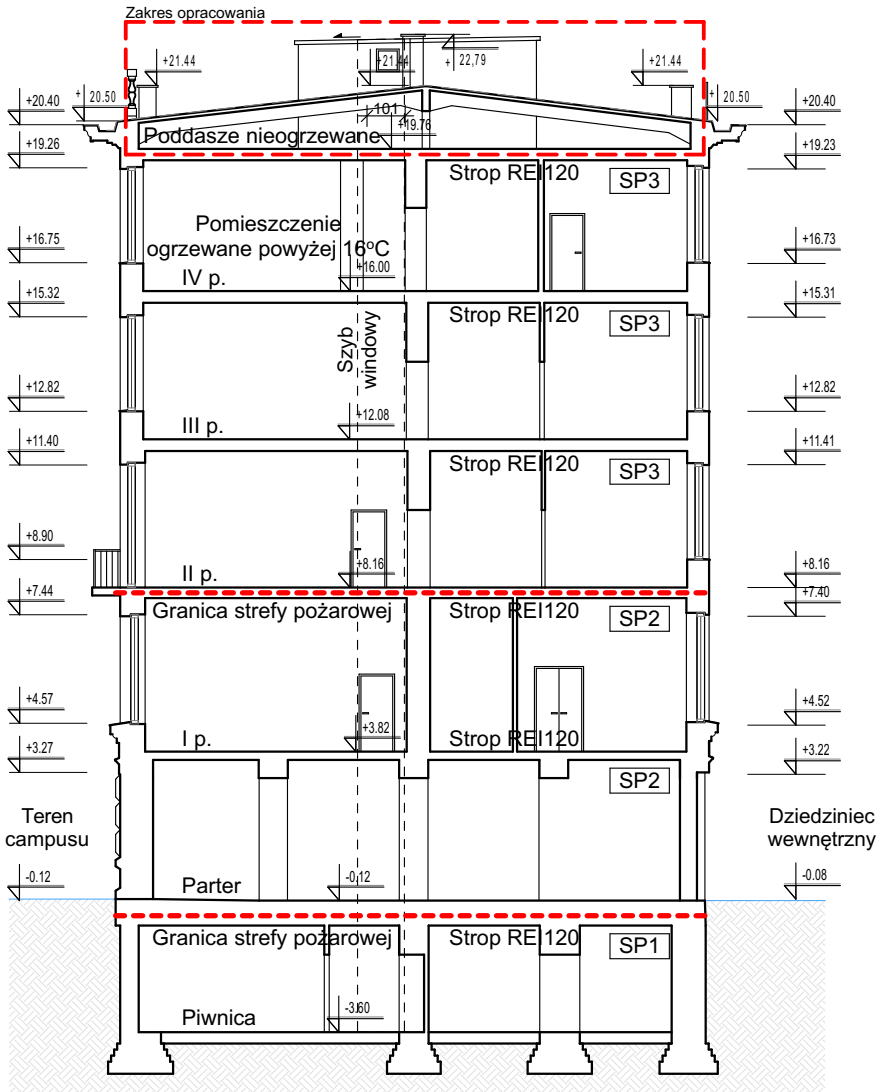 Zakres opracowania
+21.44
+21.44
+ 22,79
+21.44
+20.40
+ 20.50
+ 20.50
+20.40
101
+19.76
Poddasze nieogrzewane
+19.26
+19.23
Strop REI120
SP3
Pomieszczenie
ogrzewane powyżej 16°C
+16.75
+16.73
+16.00
IV p.
+15.32
+15.31
Strop REI120
SP3
Szyb
windowy
+12.82
+12.82
+12.08
III p.
+11.40
+11.41
Strop REI120
SP3
+8.90
+8.16
+8.16
II p.
+7.44
+7.40
Granica strefy pożarowej
Strop REI120
SP2
+4.57
+4.52
+3.82
I p.
Strop REI120
+3.27
+3.22
SP2
Teren
campusu
Dziedziniec
wewnętrzny
-0.12
Parter
-0.12
-0.08
Granica strefy pożarowej
Strop REI120
SP1
-3.60
Piwnica